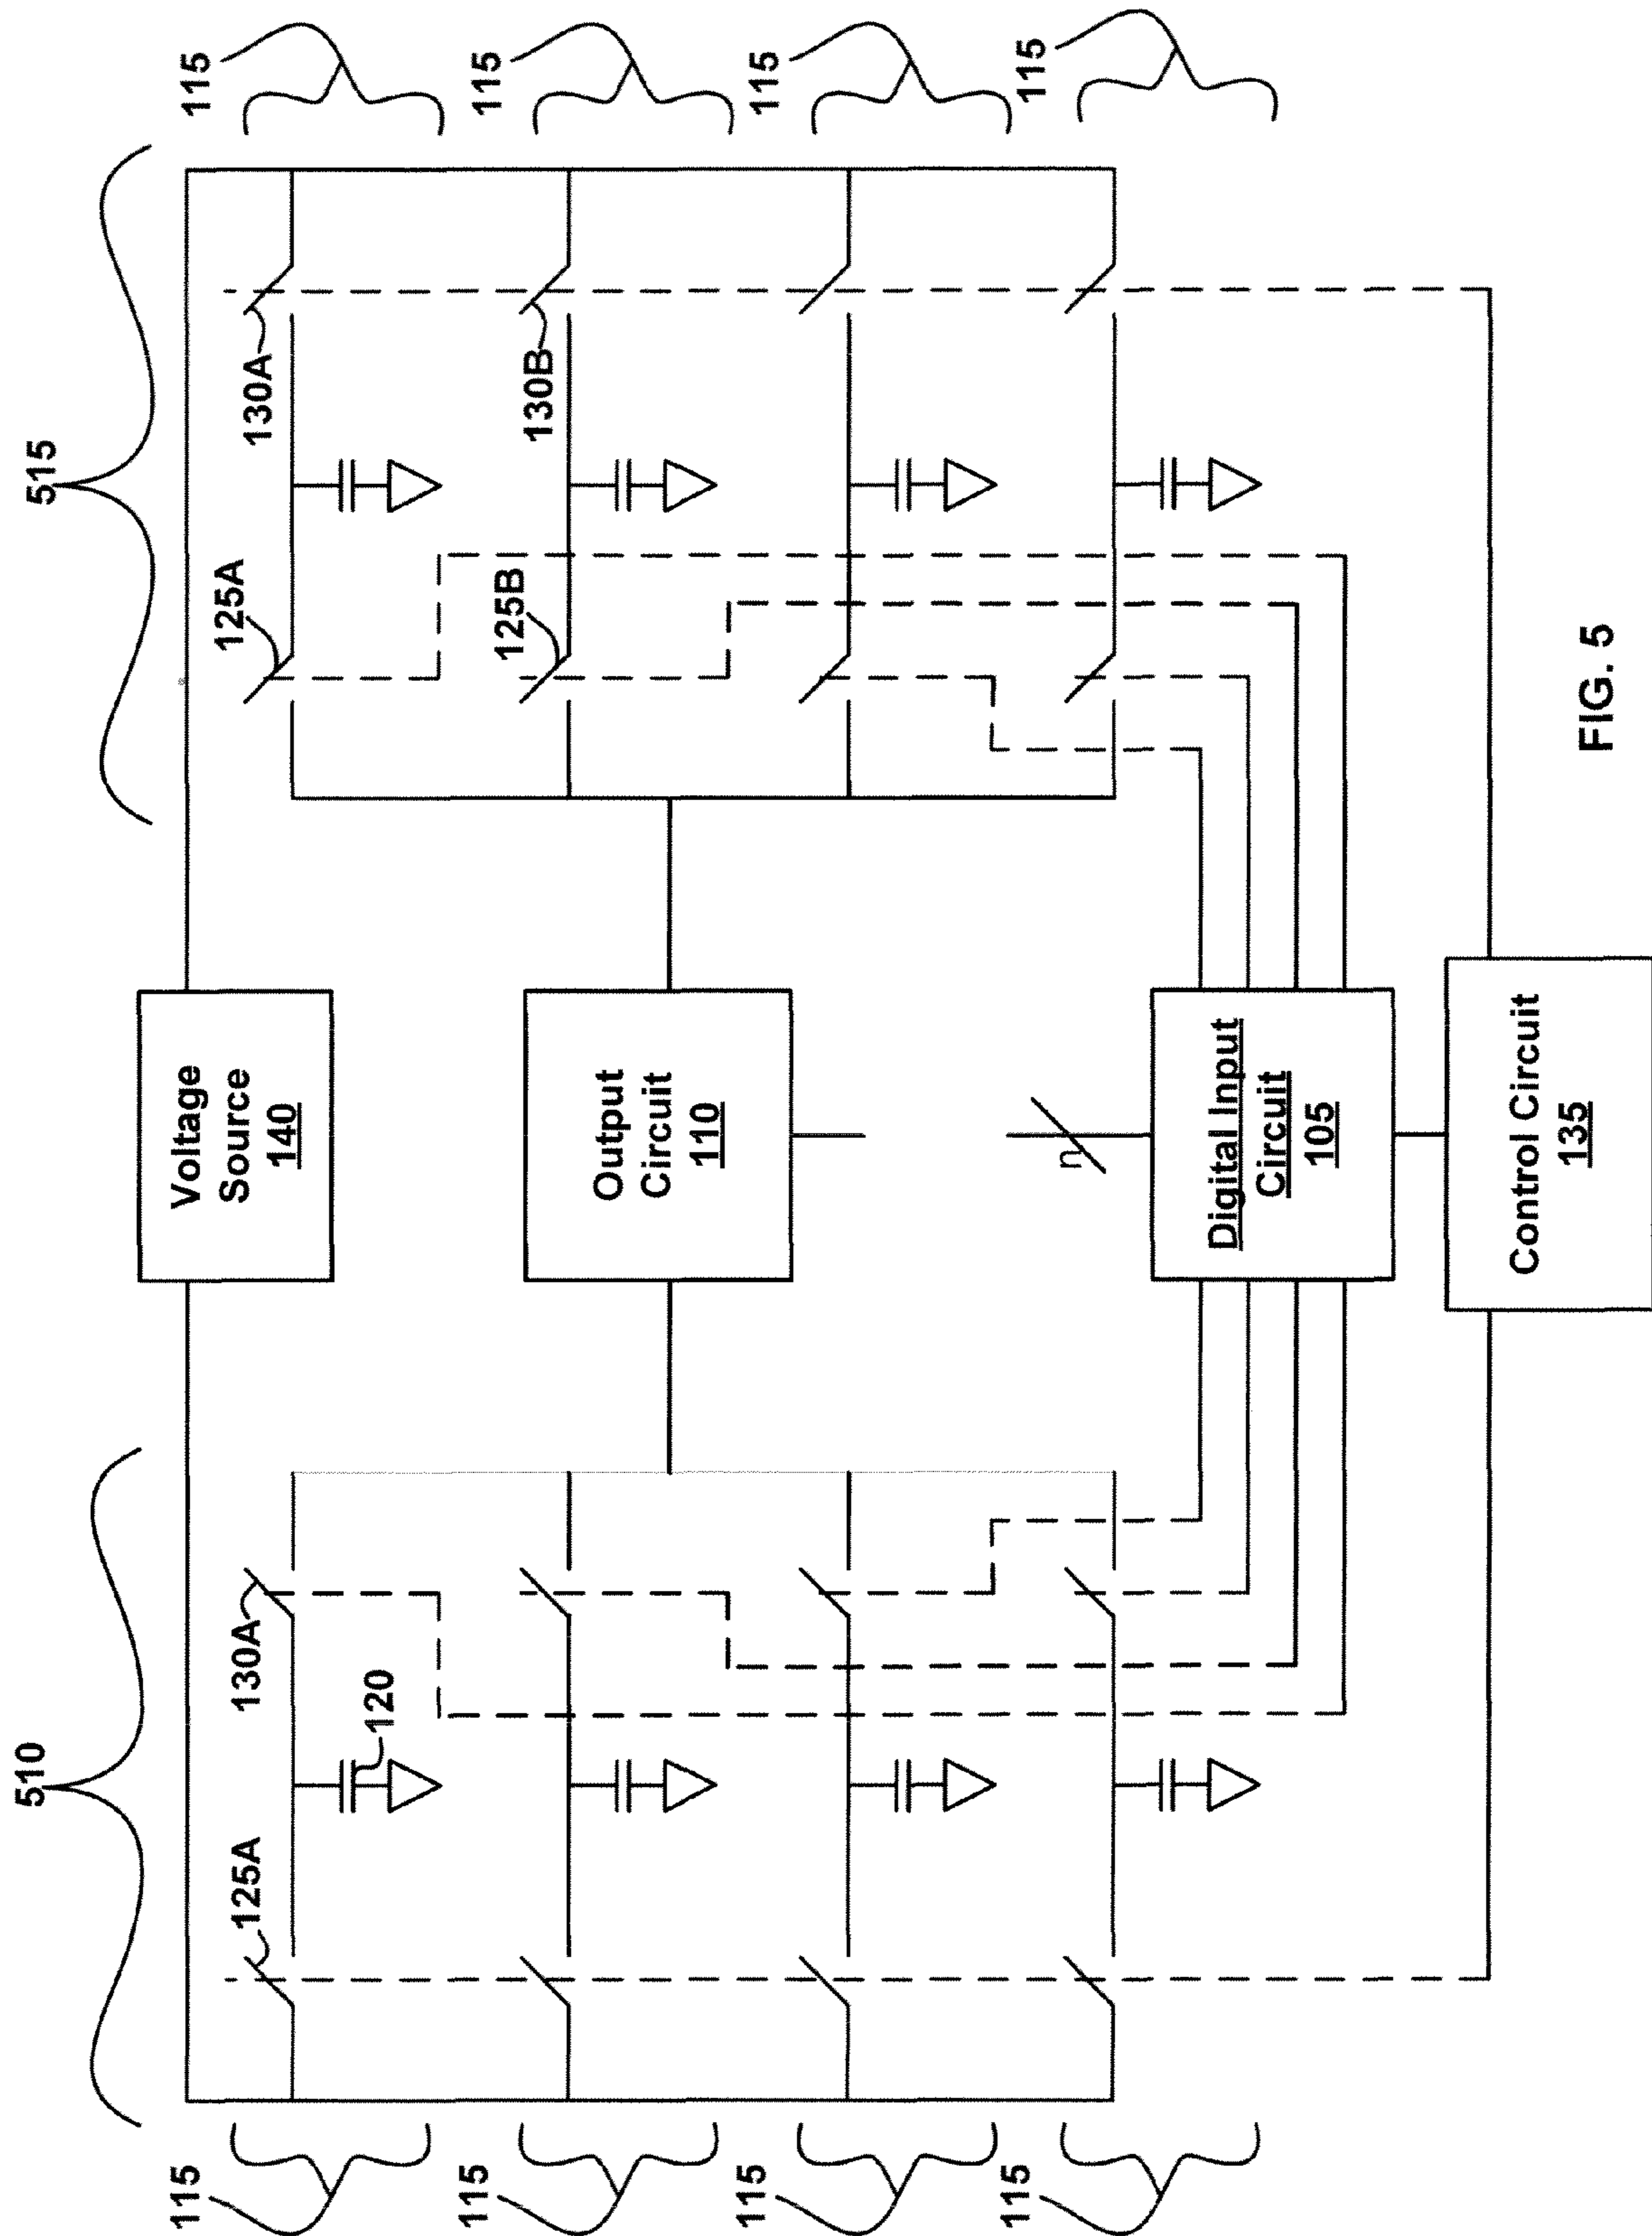 510
515
115
115
115
115
125A
130A
120
Voltage
Source
140
Output
Circuit
110
n
Digital Input
Circuit
105
Control Circuit
135
125A
130A
125B
130B
115
115
115
115
FIG. 5